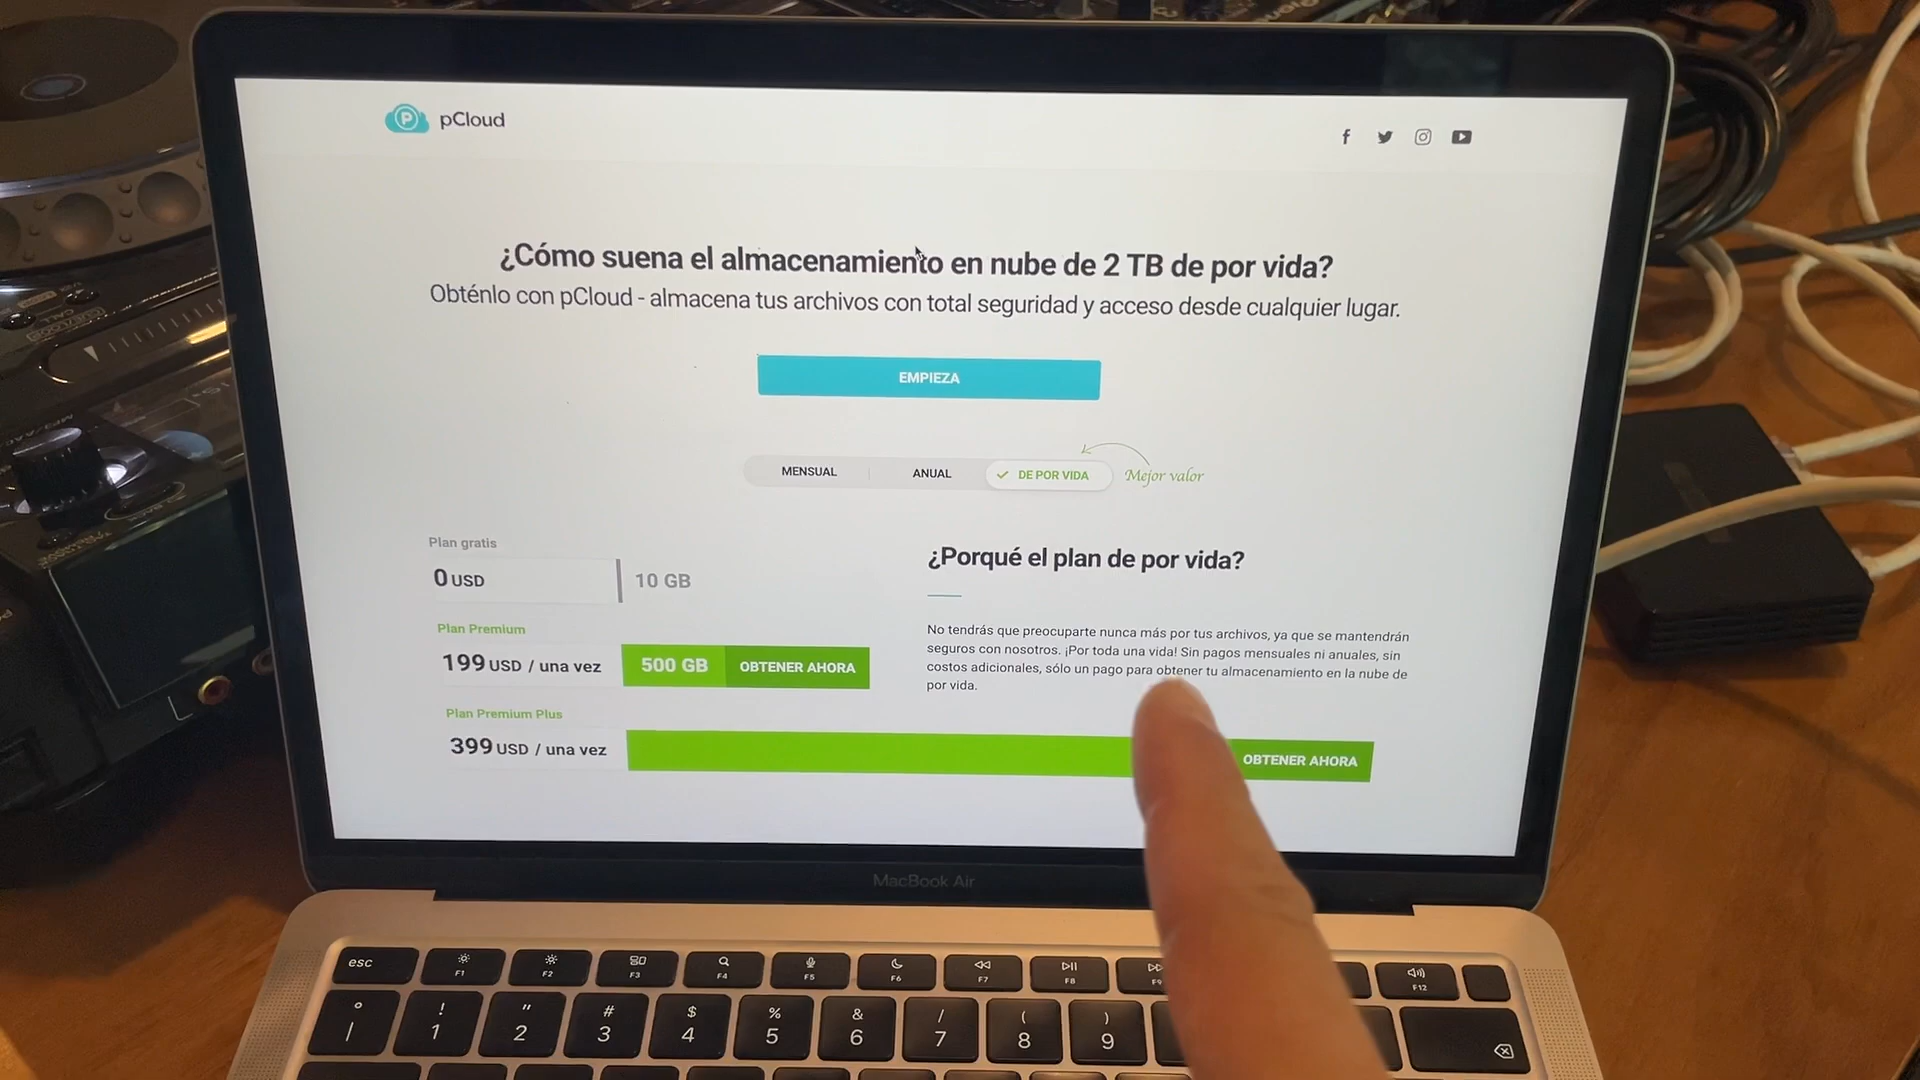 pCloud
¿Cómo suena el almacenamiento en nube de 2 TB de por vida?
Obténlo con pCloud - almacena tus archivos con total seguridad y acceso desde cualquier lugar.
EMPIEZA
MENSUAL
ANUAL
DE POR VIDA
Mejor valor
Plan gratis
0 USD
10 GB
Plan Premium
199 USD / una vez
500 GB
OBTENER AHORA
Plan Premium Plus
399 USD / una vez
OBTENER AHORA
¿Porqué el plan de por vida?
No tendrás que preocuparte nunca más por tus archivos, ya que se mantendrán
seguros con nosotros. ¡Por toda una vida! Sin pagos mensuales ni anuales, sin
costos adicionales, sólo un pago para obtener tu almacenamiento en la nube de
por vida.
MacBook Air
esc
F1
F2
F3
F4
F5
F6
F7
F8
F9
F12
° |
! 1
" 2
# 3
$ 4
% 5
& 6
/ 7
( 8
) 9